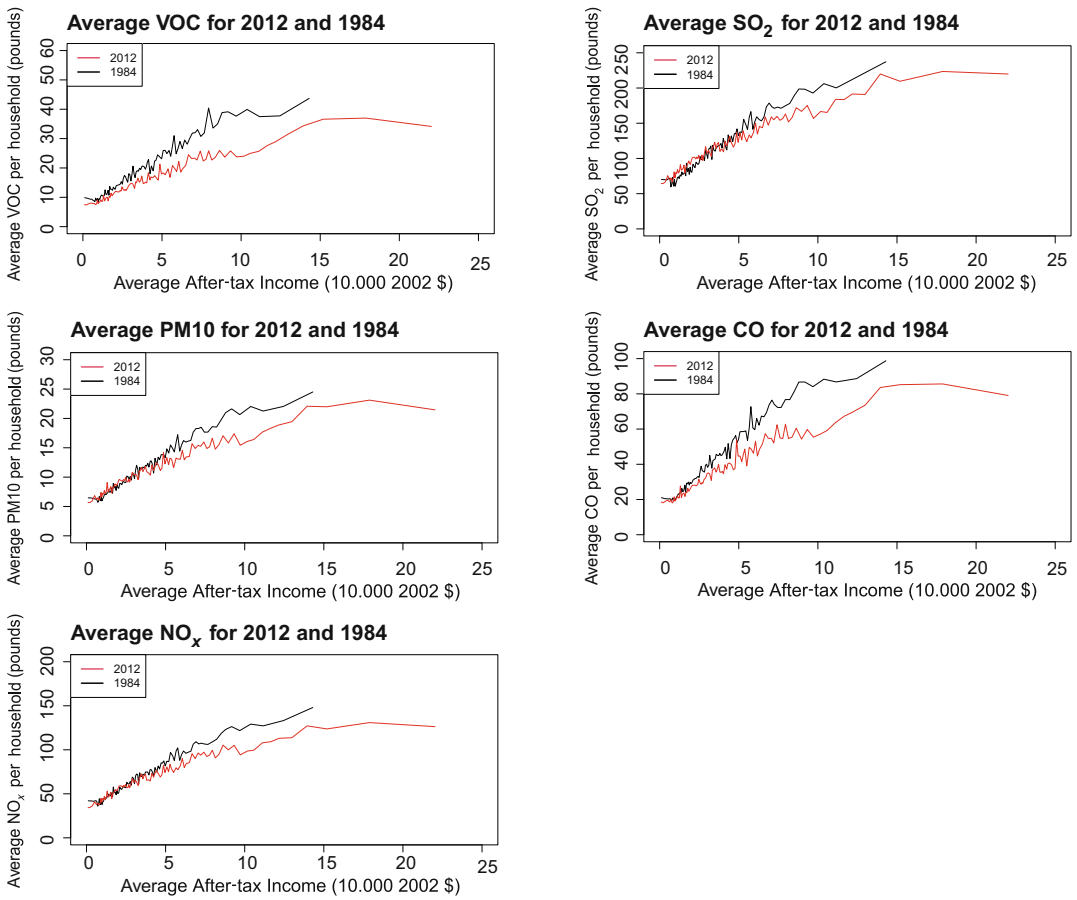 Average VOC for 2012 and 1984
Average VOC per household (pounds)
60
50
40
30
20
10
0
2012
1984
0 5 10 15 20 25
Average After-tax Income (10.000 2002 $)
Average SO2 for 2012 and 1984
Average SO2 per household (pounds)
250
200
150
100
50
0
2012
1984
0 5 10 15 20 25
Average After-tax Income (10.000 2002 $)
Average PM10 for 2012 and 1984
Average PM10 per household (pounds)
30
25
20
15
10
5
0
2012
1984
0 5 10 15 20 25
Average After-tax Income (10.000 2002 $)
Average CO for 2012 and 1984
Average CO per household (pounds)
100
80
60
40
20
0
2012
1984
0 5 10 15 20 25
Average After-tax Income (10.000 2002 $)
Average NOx for 2012 and 1984
Average NOx per household (pounds)
200
150
100
50
0
2012
1984
0 5 10 15 20 25
Average After-tax Income (10.000 2002 $)